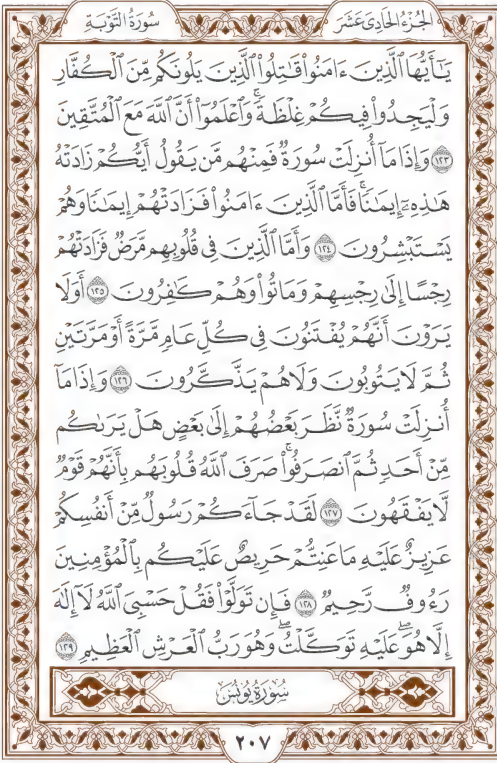 الجُزْءُ الحَادِى عَشَرَ
سُورَةُ التَّوْبَةِ
يَـٰٓأَيُّهَا ٱلَّذِينَ ءَامَنُوا۟ قَـٰتِلُوا۟ ٱلَّذِينَ يَلُونَكُم مِّنَ ٱلْكُفَّارِ
وَلْيَجِدُوا۟ فِيكُمْ غِلْظَةً ۚ وَٱعْلَمُوٓا۟ أَنَّ ٱللَّهَ مَعَ ٱلْمُتَّقِينَ
١٢٣ وَإِذَا مَآ أُنزِلَتْ سُورَةٌ فَمِنْهُم مَّن يَقُولُ أَيُّكُمْ زَادَتْهُ
هَـٰذِهِۦٓ إِيمَـٰنًا ۚ فَأَمَّا ٱلَّذِينَ ءَامَنُوا۟ فَزَادَتْهُمْ إِيمَـٰنًا وَهُمْ
يَسْتَبْشِرُونَ ١٢٤ وَأَمَّا ٱلَّذِينَ فِى قُلُوبِهِم مَّرَضٌ فَزَادَتْهُمْ
رِجْسًا إِلَىٰ رِجْسِهِمْ وَمَاتُوا۟ وَهُمْ كَـٰفِرُونَ ١٢٥ أَوَلَا
يَرَوْنَ أَنَّهُمْ يُفْتَنُونَ فِى كُلِّ عَامٍ مَّرَّةً أَوْ مَرَّتَيْنِ
ثُمَّ لَا يَتُوبُونَ وَلَا هُمْ يَذَّكَّرُونَ ١٢٦ وَإِذَا مَآ
أُنزِلَتْ سُورَةٌ نَّظَرَ بَعْضُهُمْ إِلَىٰ بَعْضٍ هَلْ يَرَىٰكُم
مِّنْ أَحَدٍ ثُمَّ ٱنصَرَفُوا۟ ۚ صَرَفَ ٱللَّهُ قُلُوبَهُم بِأَنَّهُمْ قَوْمٌ
لَّا يَفْقَهُونَ ١٢٧ لَقَدْ جَآءَكُمْ رَسُولٌ مِّنْ أَنفُسِكُمْ
عَزِيزٌ عَلَيْهِ مَا عَنِتُّمْ حَرِيصٌ عَلَيْكُم بِٱلْمُؤْمِنِينَ
رَءُوفٌ رَّحِيمٌ ١٢٨ فَإِن تَوَلَّوْا۟ فَقُلْ حَسْبِىَ ٱللَّهُ لَآ إِلَـٰهَ
إِلَّا هُوَ ۖ عَلَيْهِ تَوَكَّلْتُ ۖ وَهُوَ رَبُّ ٱلْعَرْشِ ٱلْعَظِيمِ ١٢٩
سُورَةُ يُونُسَ
٢٠٧